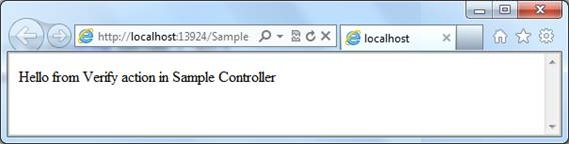 http://localhost:13924/Sample
localhost
Hello from Verify action in Sample Controller